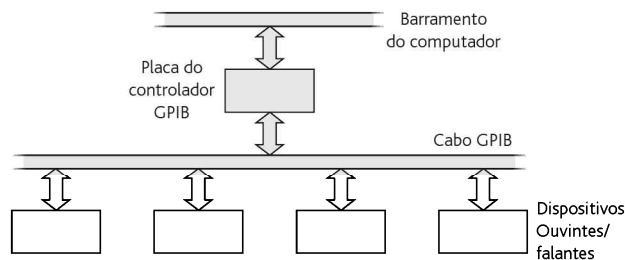 Barramento
do computador
Placa do
controlador
GPIB
Cabo GPIB
Dispositivos
Ouvintes/
falantes